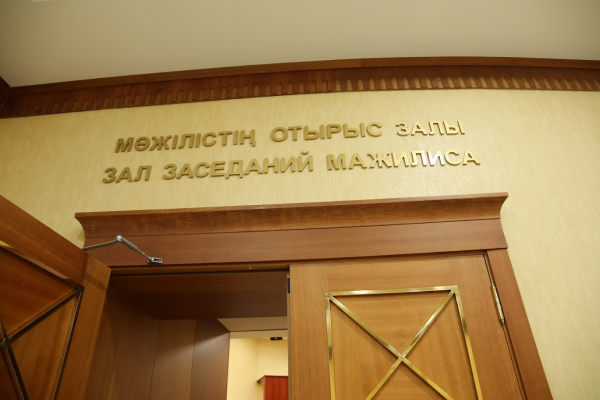 МӘЖІЛІСТІҢ ОТЫРЫС ЗАЛЫ
ЗАЛ ЗАСЕДАНИЙ МАЖИЛИСА